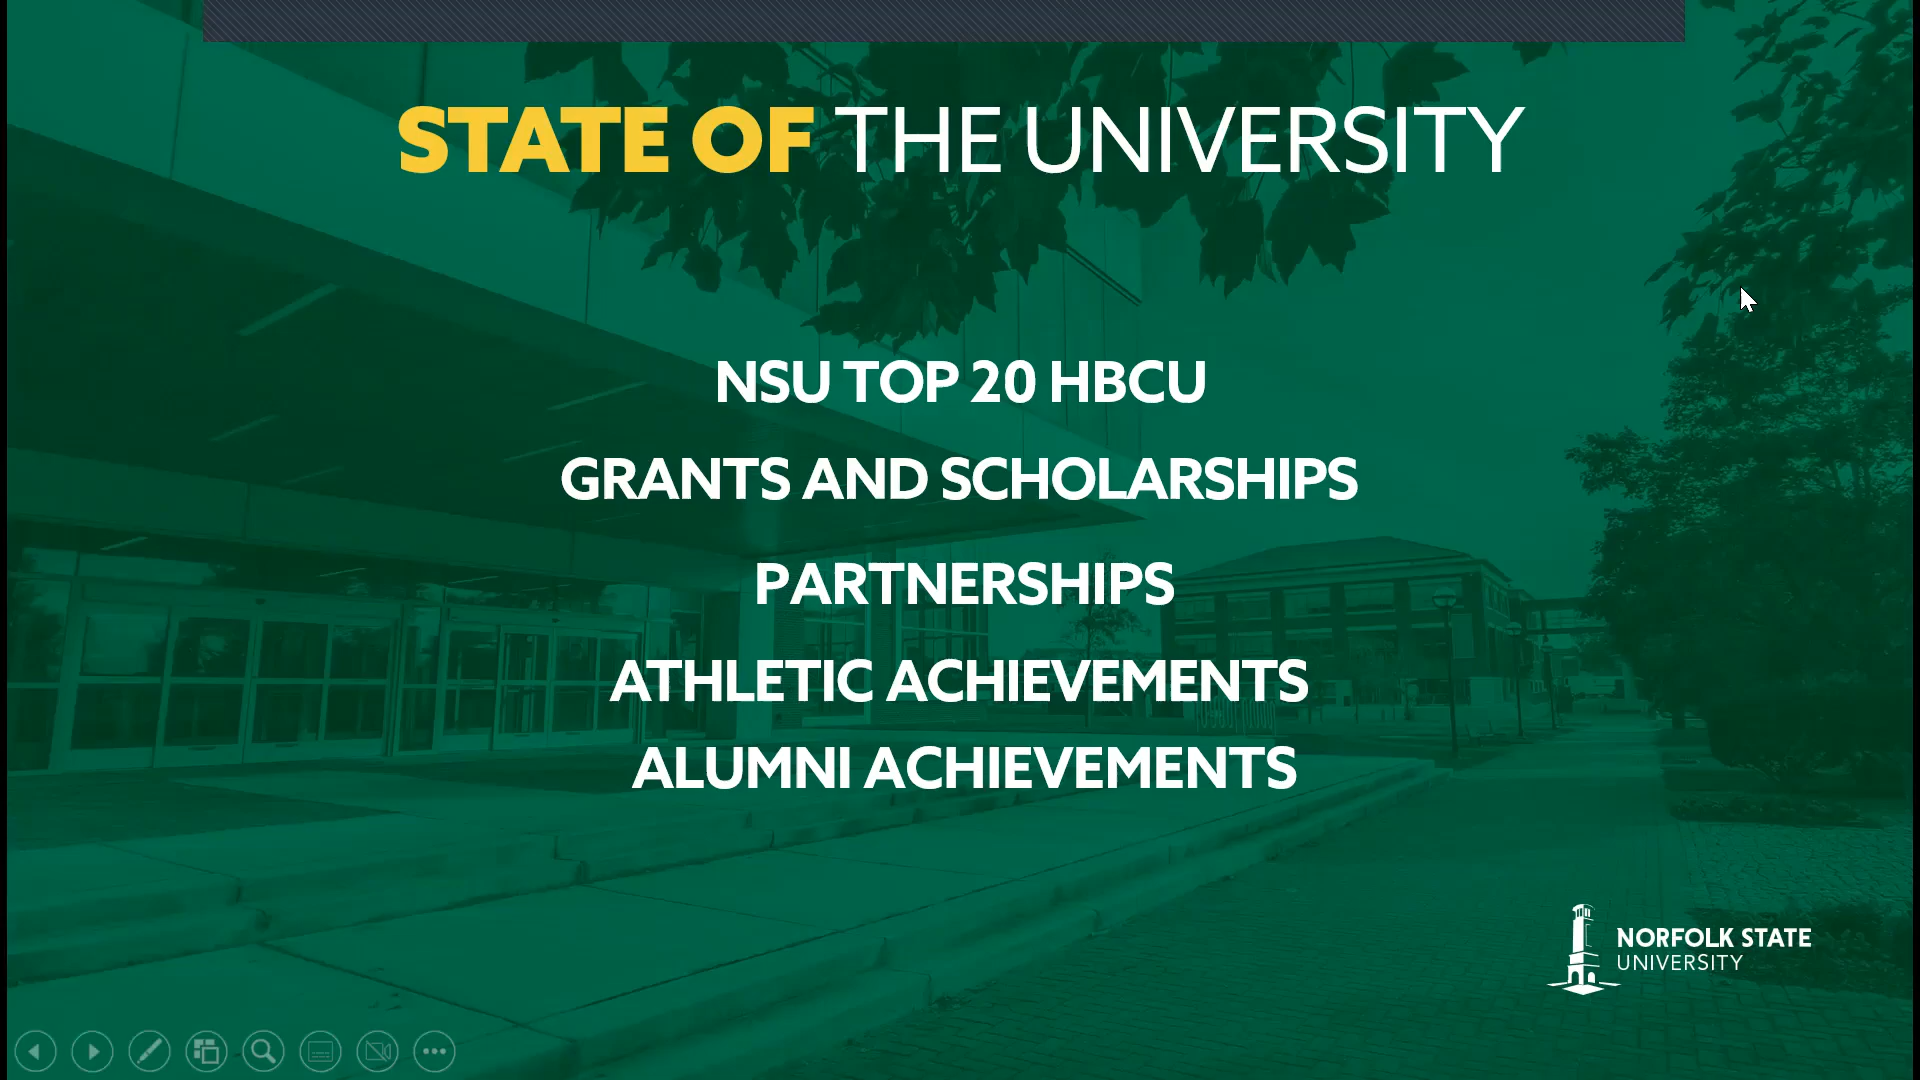 STATE OF THE UNIVERSITY
NSU TOP 20 HBCU
GRANTS AND SCHOLARSHIPS
PARTNERSHIPS
ATHLETIC ACHIEVEMENTS
ALUMNI ACHIEVEMENTS
NORFOLK STATE
UNIVERSITY